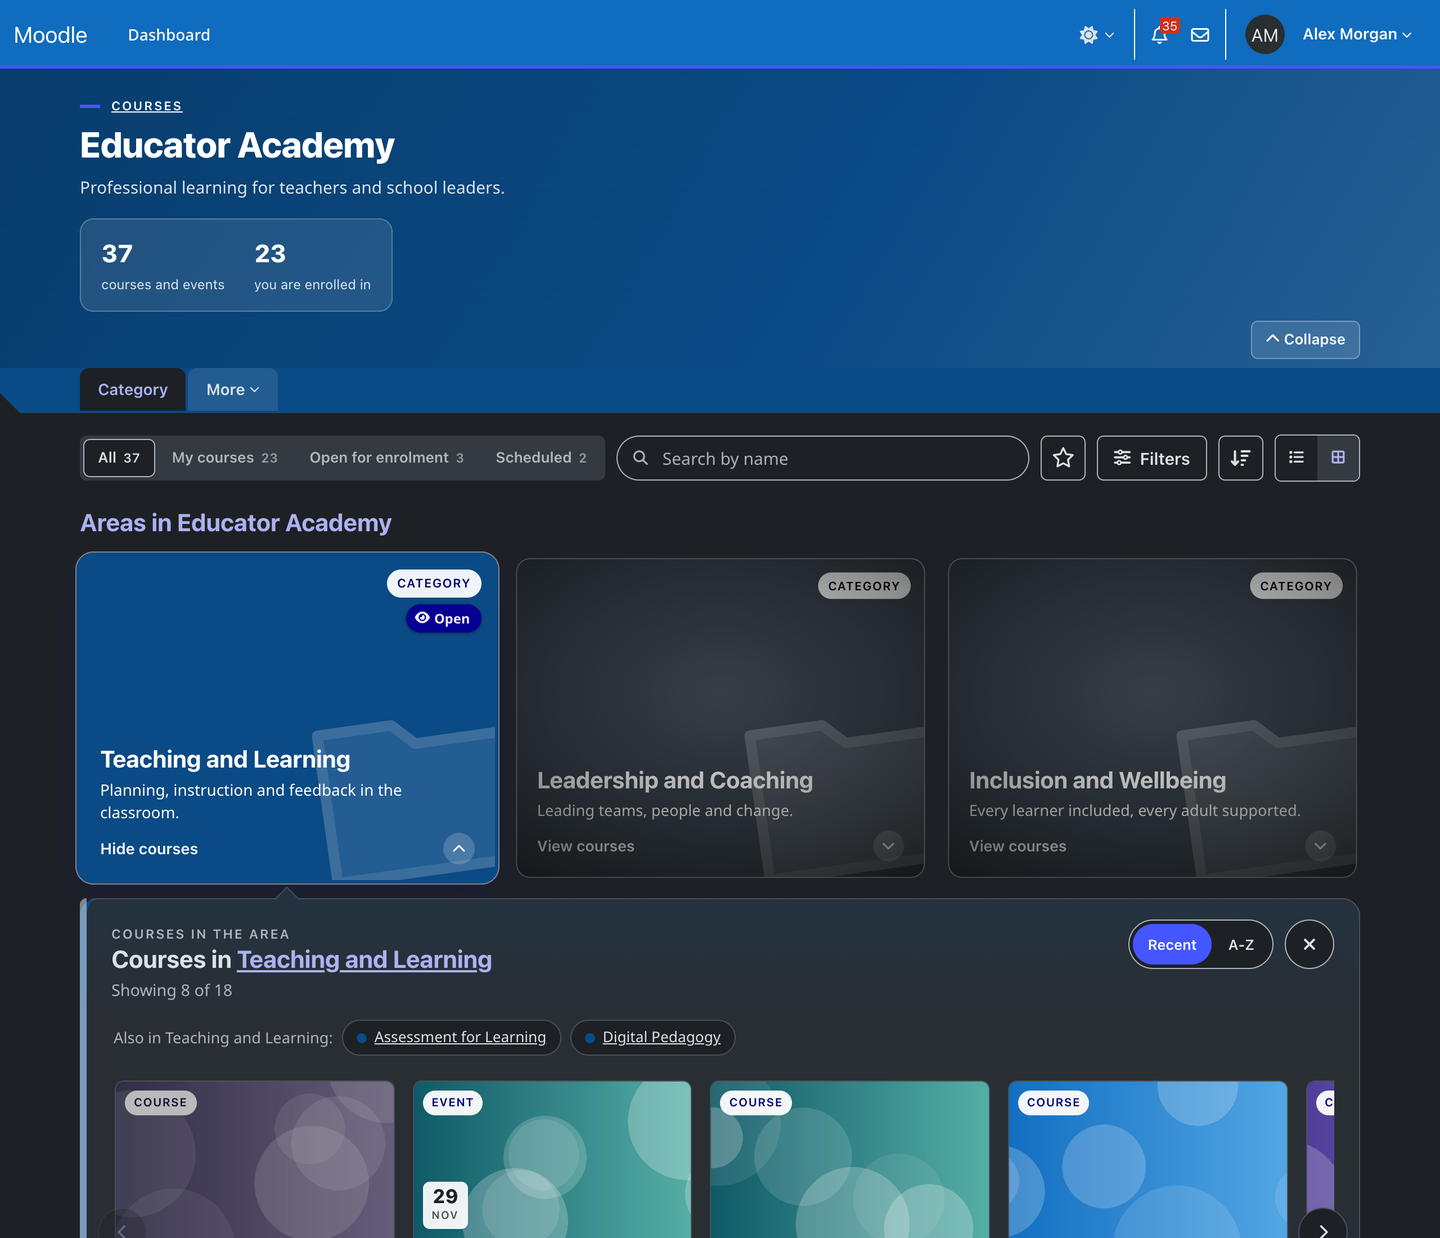 Moodle
Dashboard
35
AM
Alex Morgan
COURSES
Educator Academy
Professional learning for teachers and school leaders.
37
courses and events
23
you are enrolled in
Collapse
Category
More
All 37
My courses 23
Open for enrolment 3
Scheduled 2
Search by name
Filters
Areas in Educator Academy
CATEGORY
Open
Teaching and Learning
Planning, instruction and feedback in the
classroom.
Hide courses
CATEGORY
Leadership and Coaching
Leading teams, people and change.
View courses
CATEGORY
Inclusion and Wellbeing
Every learner included, every adult supported.
View courses
COURSES IN THE AREA
Courses in Teaching and Learning
Showing 8 of 18
Recent
A-Z
Also in Teaching and Learning:
Assessment for Learning
Digital Pedagogy
COURSE
EVENT
29
NOV
COURSE
COURSE
C